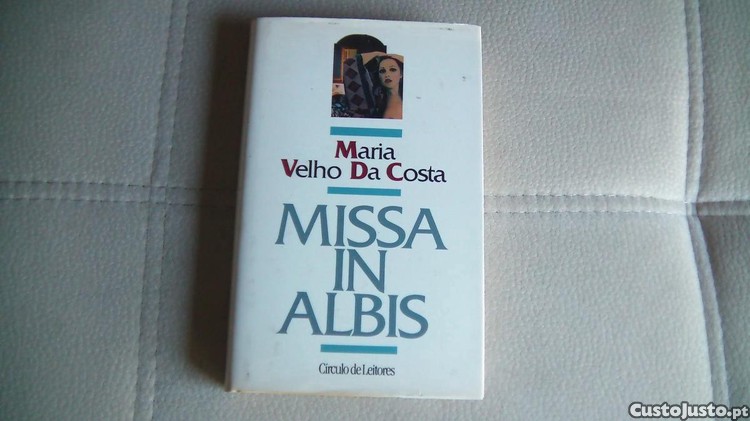 Maria
Velho Da Costa
MISSA
IN
ALBIS
Círculo de Leitores
CustoJusto.pt